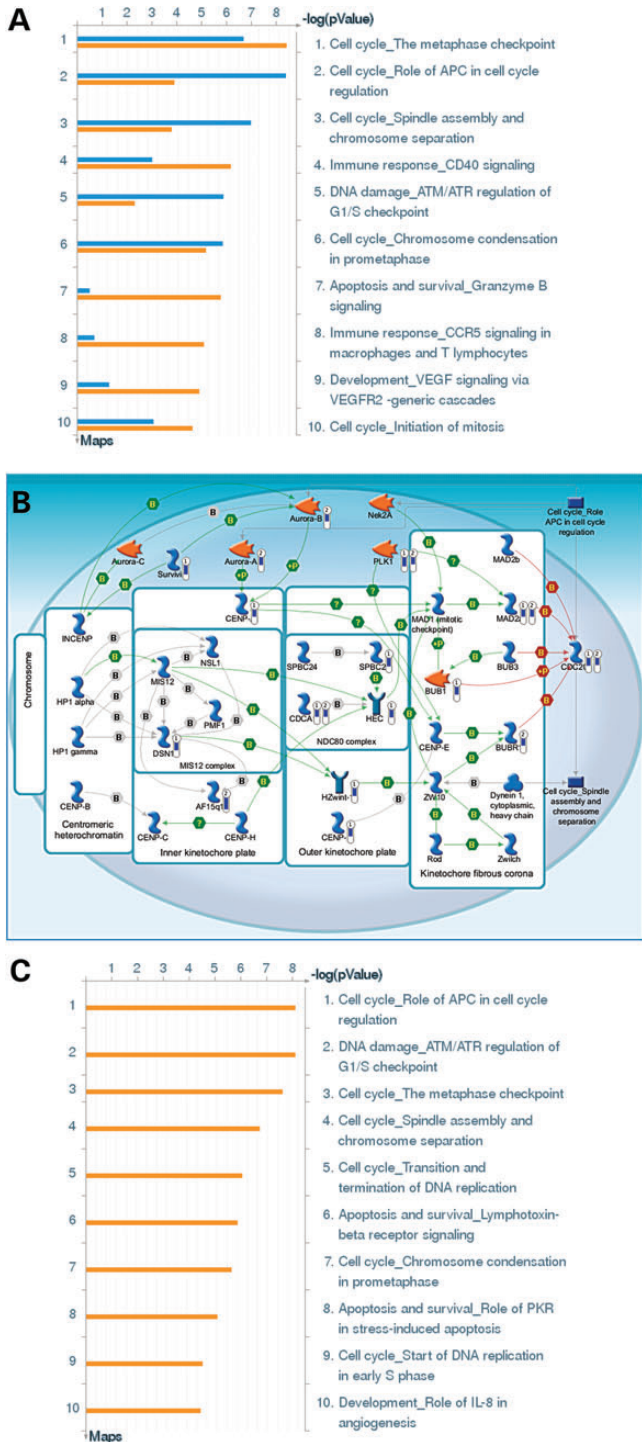 A
1 2 3 4 5 6 7 8 -log(pValue)
1
2
3
4
5
6
7
8
9
10
Maps
1. Cell cycle_The metaphase checkpoint
2. Cell cycle_Role of APC in cell cycle
regulation
3. Cell cycle_Spindle assembly and
chromosome separation
4. Immune response_CD40 signaling
5. DNA damage_ATM/ATR regulation of
G1/S checkpoint
6. Cell cycle_Chromosome condensation
in prometaphase
7. Apoptosis and survival_Granzyme B
signaling
8. Immune response_CCR5 signaling in
macrophages and T lymphocytes
9. Development_VEGF signaling via
VEGFR2 -generic cascades
10. Cell cycle_Initiation of mitosis
B
Aurora-B
Nek2A
Cell cycle_Role
APC in cell cycle
regulation
Aurora-C
Survivi
Aurora-A
PLK1
MAD2b
INCENP
CENP-
MAD1 (mitotic
checkpoint)
MAD2
Chromosome
HP1 alpha
HP1 gamma
CENP-B
Centromeric
heterochromatin
NSL1
MIS12
PMF1
DSN1
MIS12 complex
AF15q1
CENP-C
CENP-H
Inner kinetochore plate
SPBC24
SPBC2
CDCA
HEC
NDC80 complex
HZwint-
CENP-
Outer kinetochore plate
BUB3
BUB1
CDC20
CENP-E
BUBR
ZW10
Dynein 1,
cytoplasmic,
heavy chain
Cell cycle_Spindle
assembly and
chromosome
separation
Rod
Zwilch
Kinetochore fibrous corona
C
1 2 3 4 5 6 7 8 -log(pValue)
1
2
3
4
5
6
7
8
9
10
Maps
1. Cell cycle_Role of APC in cell cycle
regulation
2. DNA damage_ATM/ATR regulation of
G1/S checkpoint
3. Cell cycle_The metaphase checkpoint
4. Cell cycle_Spindle assembly and
chromosome separation
5. Cell cycle_Transition and
termination of DNA replication
6. Apoptosis and survival_Lymphotoxin-
beta receptor signaling
7. Cell cycle_Chromosome condensation
in prometaphase
8. Apoptosis and survival_Role of PKR
in stress-induced apoptosis
9. Cell cycle_Start of DNA replication
in early S phase
10. Development_Role of IL-8 in
angiogenesis